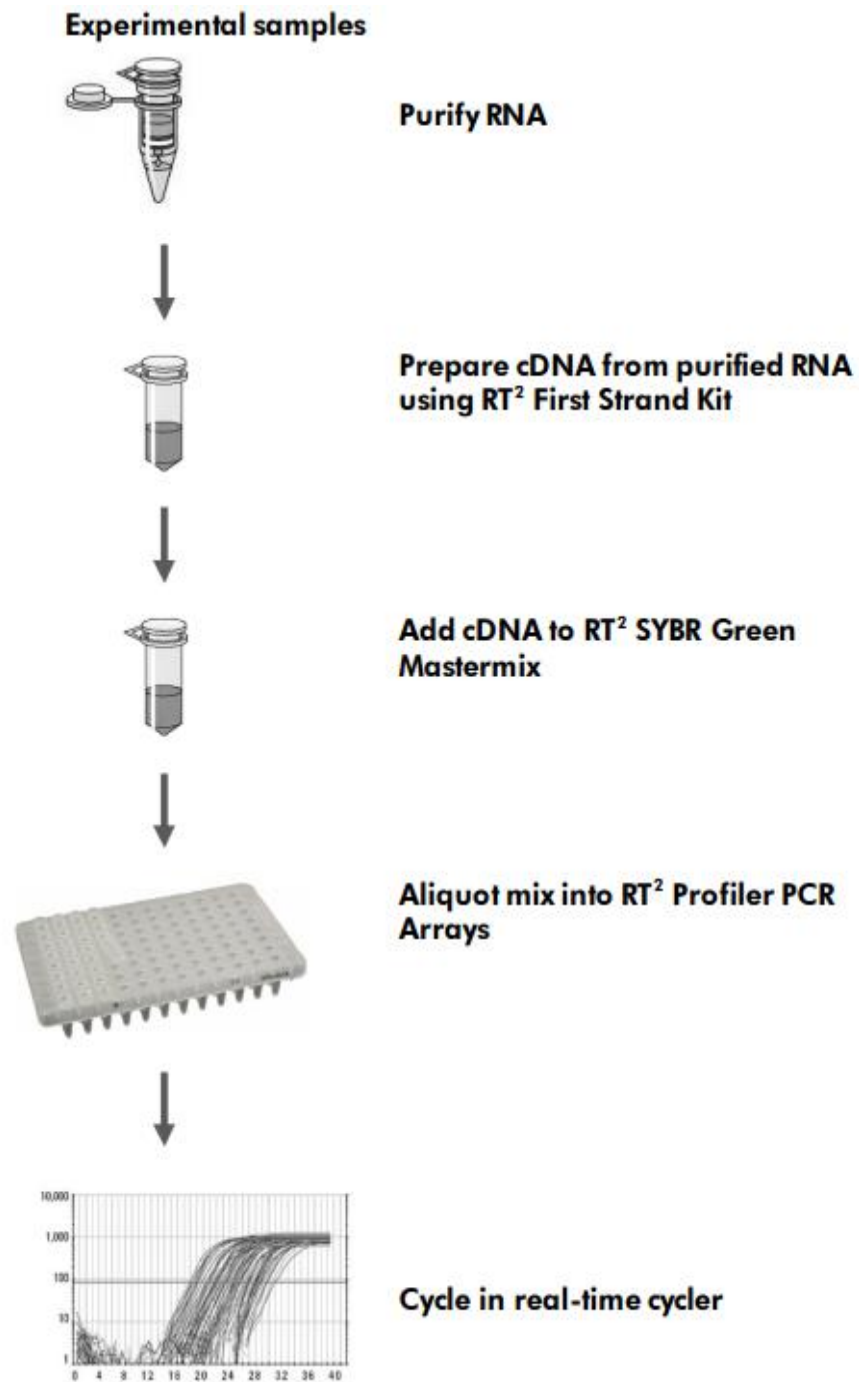 Experimental samples
Purify RNA
Prepare cDNA from purified RNA
using RT² First Strand Kit
Add cDNA to RT² SYBR Green
Mastermix
Aliquot mix into RT² Profiler PCR
Arrays
10,000
1,000
100
10
1
0 4 8 12 16 20 24 28 32 36 40
Cycle in real-time cycler